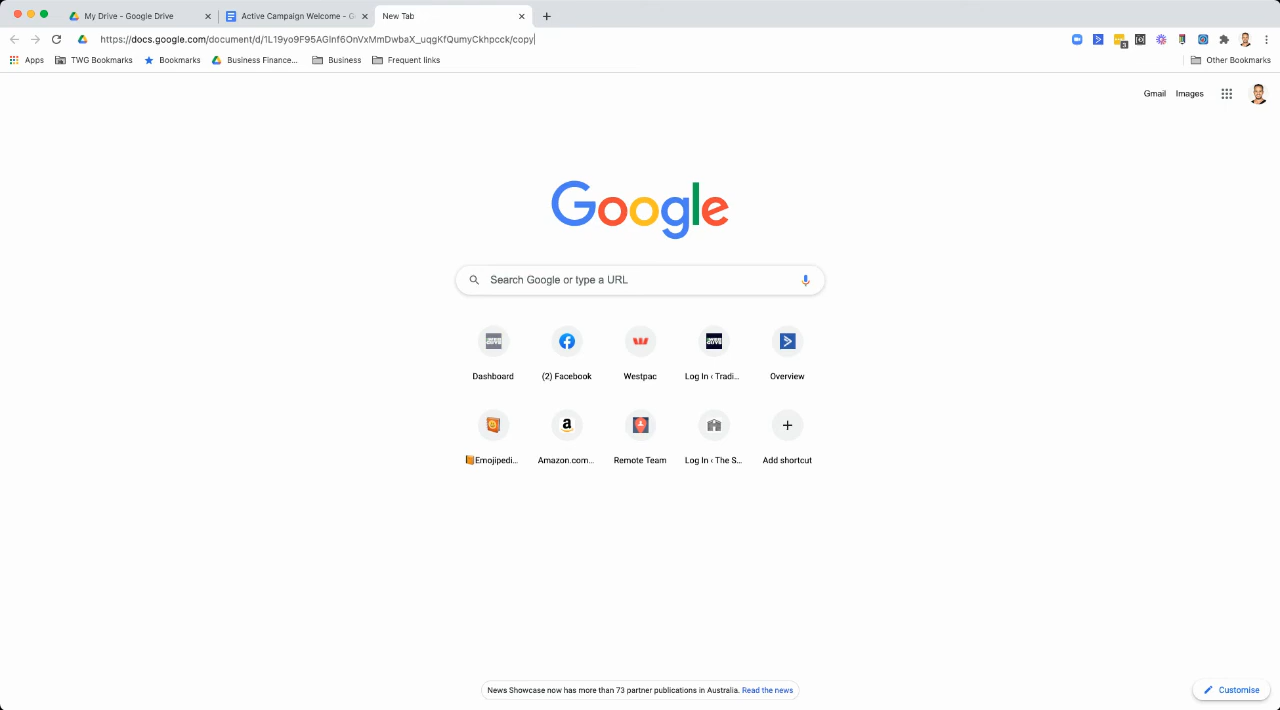 My Drive - Google Drive
Active Campaign Welcome - G
New Tab
https://docs.google.com/document/d/1L19yo9F95AGInf6OnVxMmDwbaX_uqgKfQumyCkhpcck/copy
3
Apps
TWG Bookmarks
Bookmarks
Business Finance...
Business
Frequent links
Other Bookmarks
Gmail
Images
Google
Search Google or type a URL
Dashboard
(2) Facebook
Westpac
Log In ‹ Tradi...
Overview
Emojipedi...
Amazon.com...
Remote Team
Log In ‹ The S...
Add shortcut
News Showcase now has more than 73 partner publications in Australia. Read the news
Customise